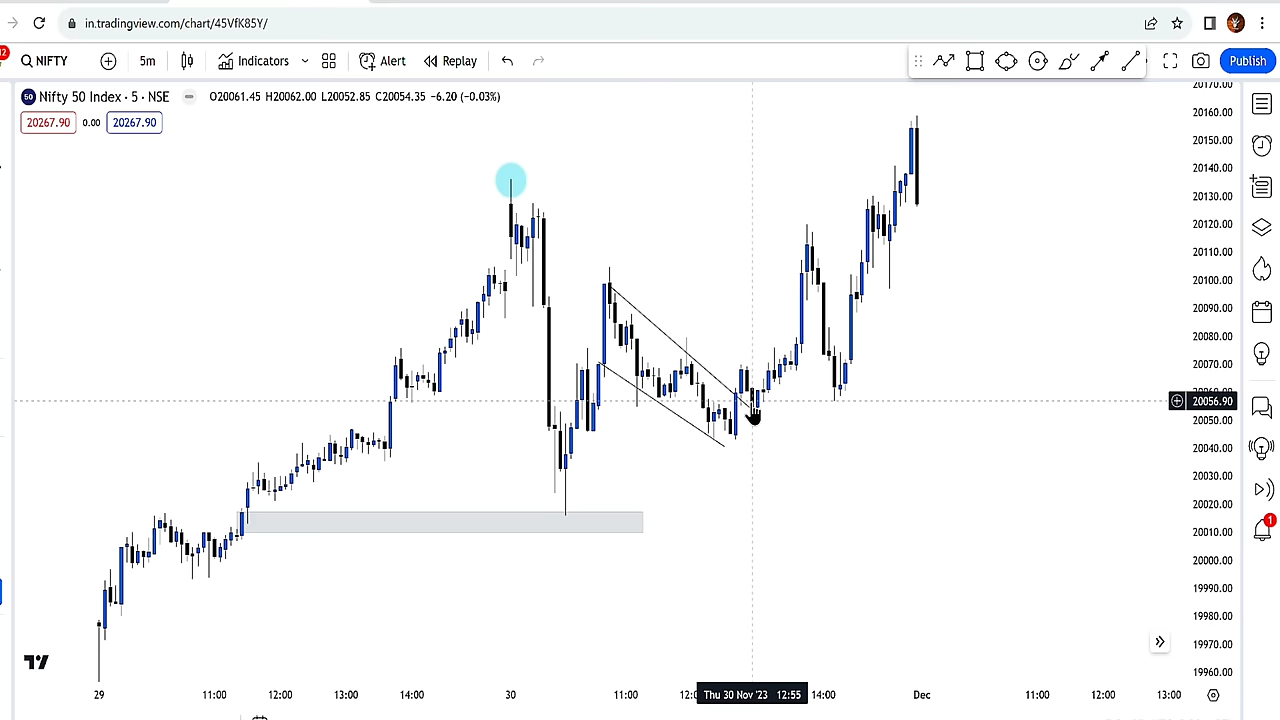 in.tradingview.com/chart/45VfK85Y/
12
NIFTY
5m
Indicators
Alert
Replay
Publish
50 Nifty 50 Index · 5 · NSE O20061.45 H20062.00 L20052.85 C20054.35 −6.20 (−0.03%)
20267.90 0.00 20267.90
20170.00
20160.00
20150.00
20140.00
20130.00
20120.00
20110.00
20100.00
20090.00
20080.00
20070.00
20056.90
20050.00
20040.00
20030.00
20020.00
20010.00
20000.00
19990.00
19980.00
19970.00
19960.00
1
29 11:00 12:00 13:00 14:00 30 11:00 Thu 30 Nov '23 12:55 14:00 Dec 11:00 12:00 13:00